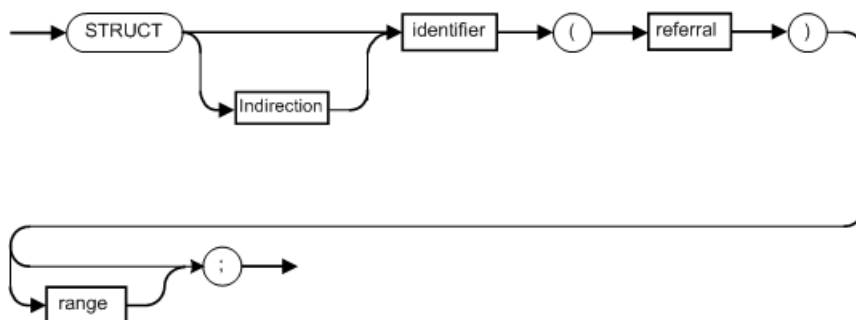 STRUCT identifier ( referral )
Indirection
;
range